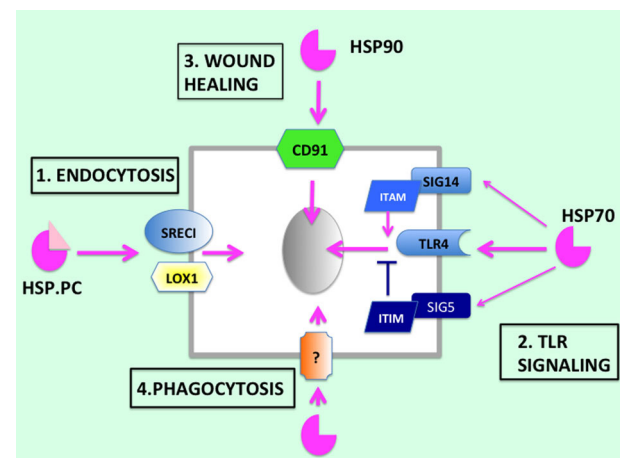 3. WOUND
HEALING
HSP90
CD91
1. ENDOCYTOSIS
ITAM
SIG14
SRECI
HSP70
TLR4
LOX1
HSP.PC
ITIM
SIG5
2. TLR
SIGNALING
?
4.PHAGOCYTOSIS